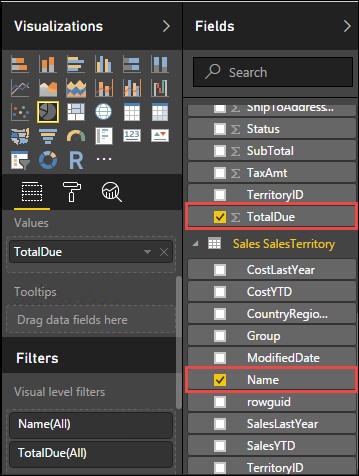 Visualizations
Values
TotalDue
Tooltips
Drag data fields here
Filters
Visual level filters
Name(All)
TotalDue(All)
Fields
Search
ShipToAddress...
Status
SubTotal
TaxAmt
TerritoryID
TotalDue
Sales SalesTerritory
CostLastYear
CostYTD
CountryRegio...
Group
ModifiedDate
Name
rowguid
SalesLastYear
SalesYTD
TerritoryID